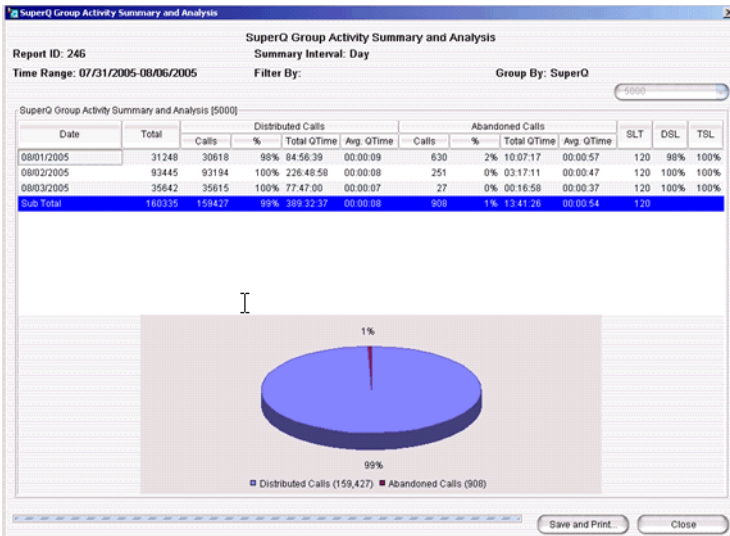 SuperQ Group Activity Summary and Analysis
SuperQ Group Activity Summary and Analysis
Report ID: 246 Summary Interval: Day
Time Range: 07/31/2005-08/06/2005 Filter By: Group By: SuperQ
5000
SuperQ Group Activity Summary and Analysis [5000]
Date Total Distributed Calls Abandoned Calls SLT DSL TSL
Calls % Total QTime Avg. QTime Calls % Total QTime Avg. QTime
08/01/2005 31248 30618 98% 84:56:39 00:00:09 630 2% 10:07:17 00:00:57 120 98% 100%
08/02/2005 93445 93194 100% 226:48:58 00:00:08 251 0% 03:17:11 00:00:47 120 100% 100%
08/03/2005 35642 35615 100% 77:47:00 00:00:07 27 0% 00:16:58 00:00:37 120 100% 100%
Sub Total 160335 159427 99% 389:32:37 00:00:08 908 1% 13:41:26 00:00:54 120
1%
99%
Distributed Calls (159,427) Abandoned Calls (908)
Save and Print... Close